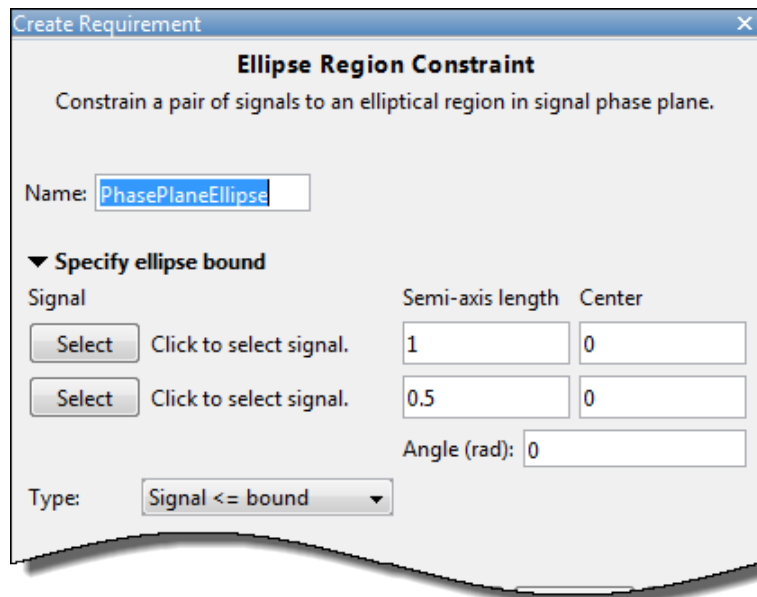 Create Requirement
Ellipse Region Constraint
Constrain a pair of signals to an elliptical region in signal phase plane.
Name: PhasePlaneEllipse
Specify ellipse bound
Signal Semi-axis length Center
Select Click to select signal. 1 0
Select Click to select signal. 0.5 0
Angle (rad): 0
Type: Signal <= bound